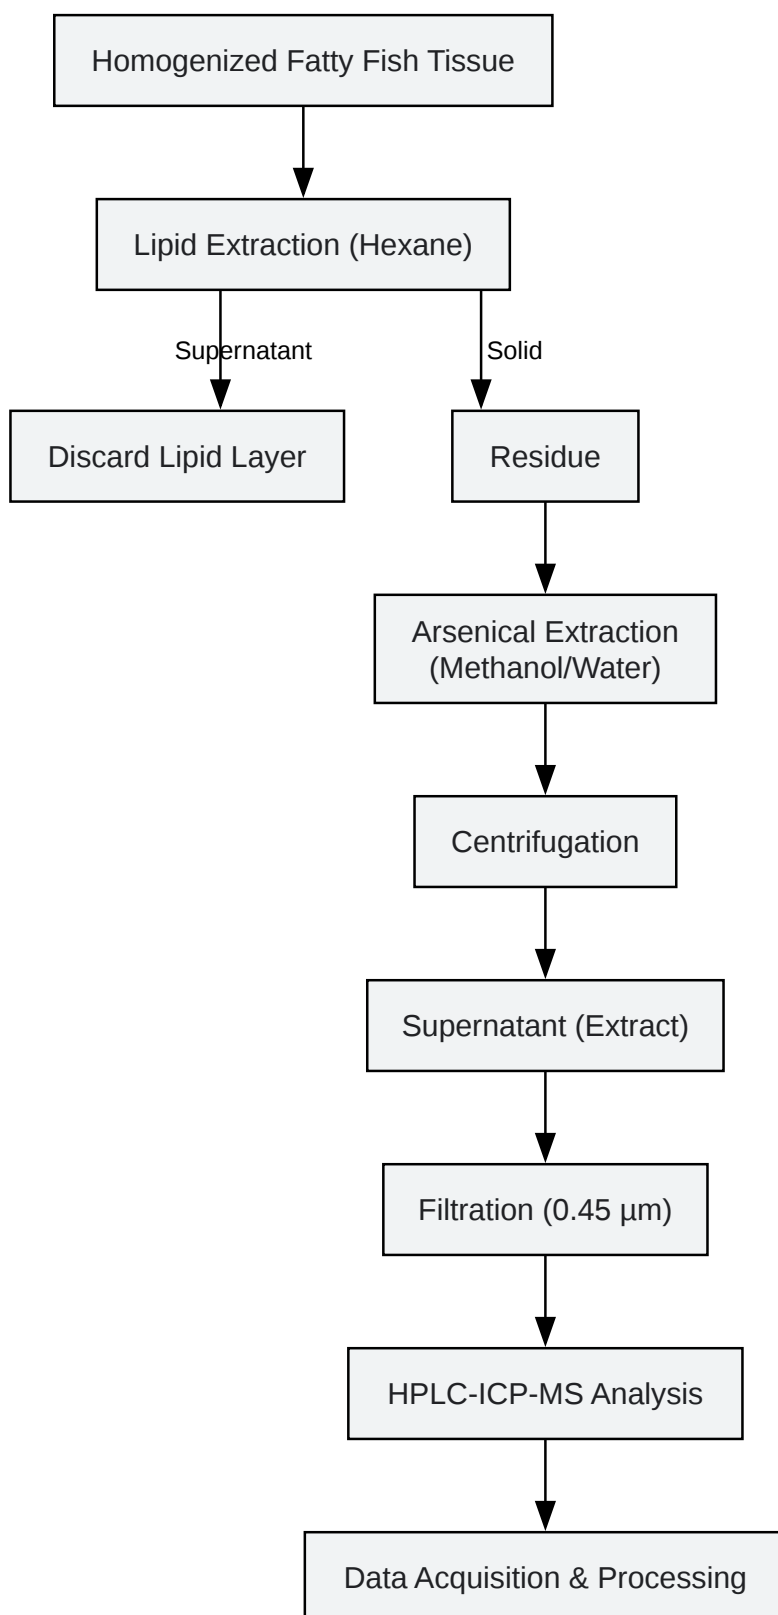 Homogenized Fatty Fish Tissue
Lipid Extraction (Hexane)
Supernatant
Solid
Discard Lipid Layer
Residue
Arsenical Extraction
(Methanol/Water)
Centrifugation
Supernatant (Extract)
Filtration (0.45 µm)
HPLC-ICP-MS Analysis
Data Acquisition & Processing